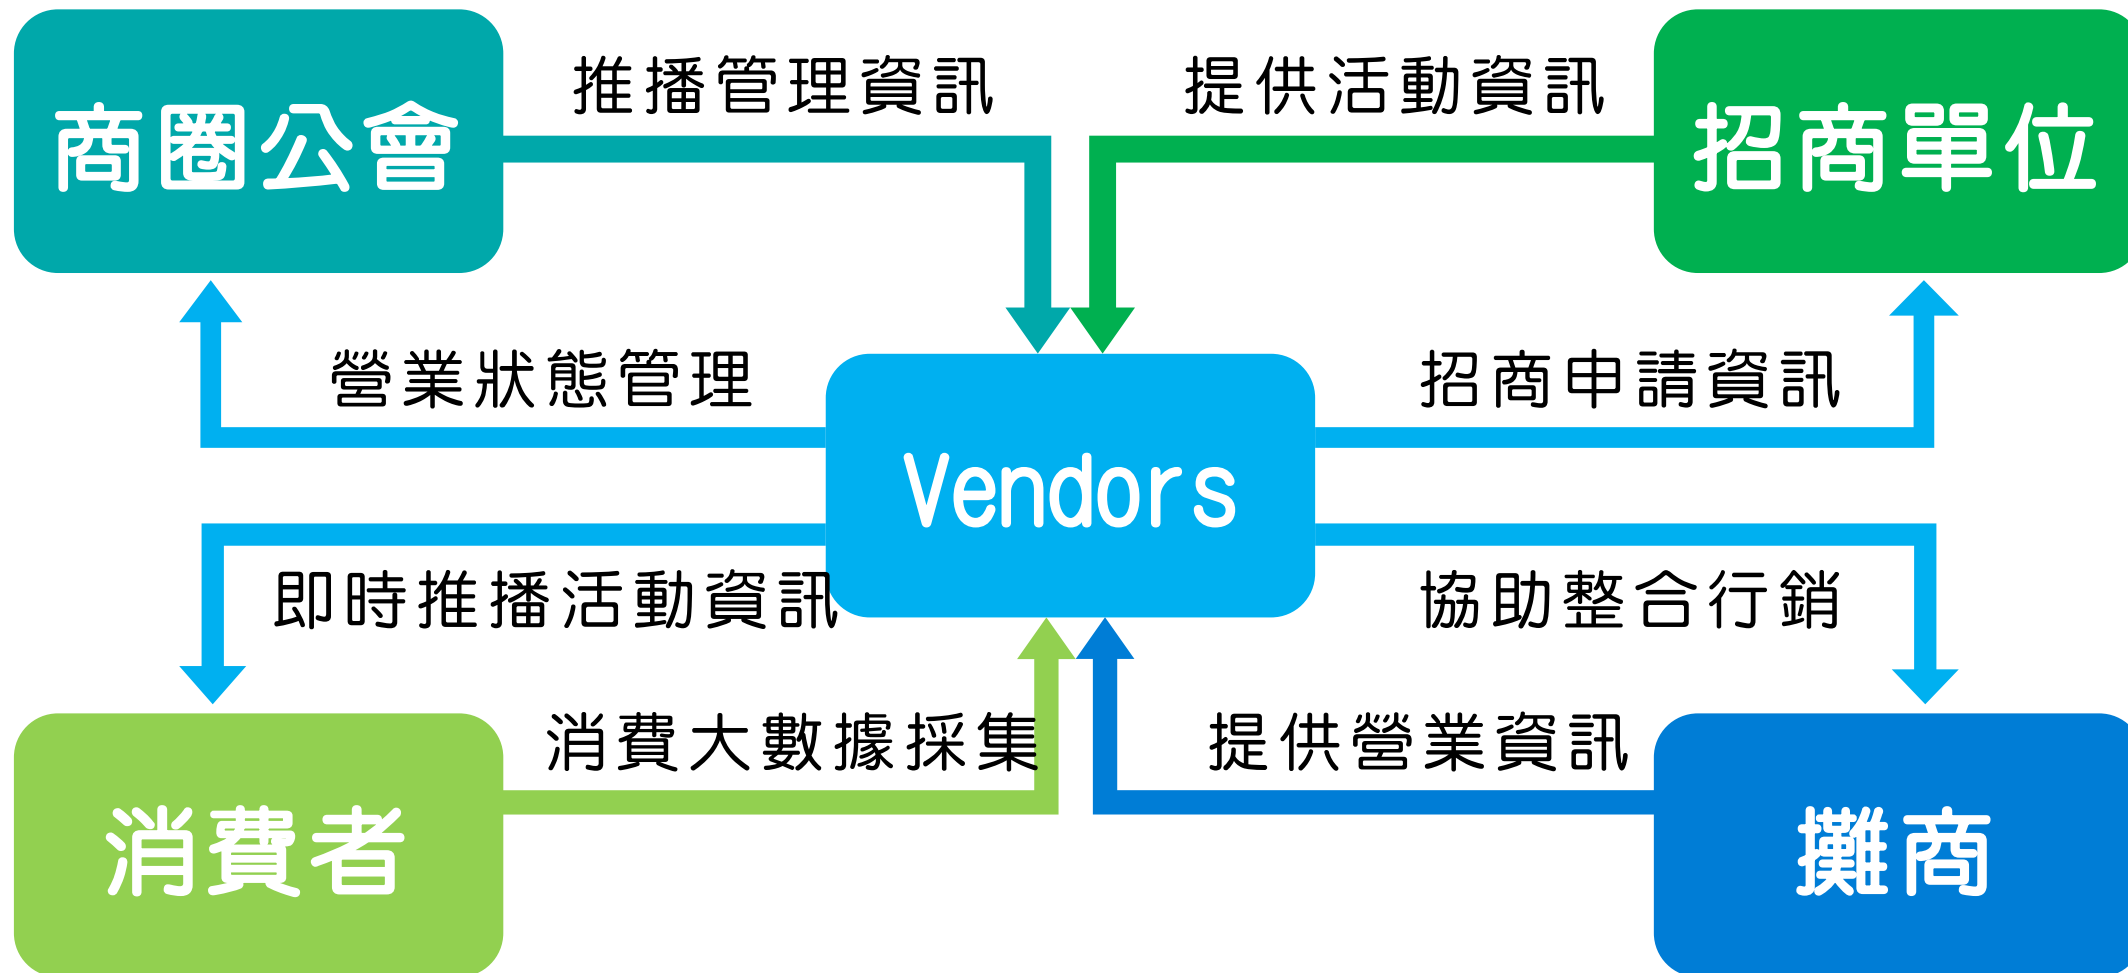 推播管理資訊
提供活動資訊
商圈公會
招商單位
營業狀態管理
招商申請資訊
Vendors
即時推播活動資訊
協助整合行銷
消費大數據採集
提供營業資訊
消費者
攤商